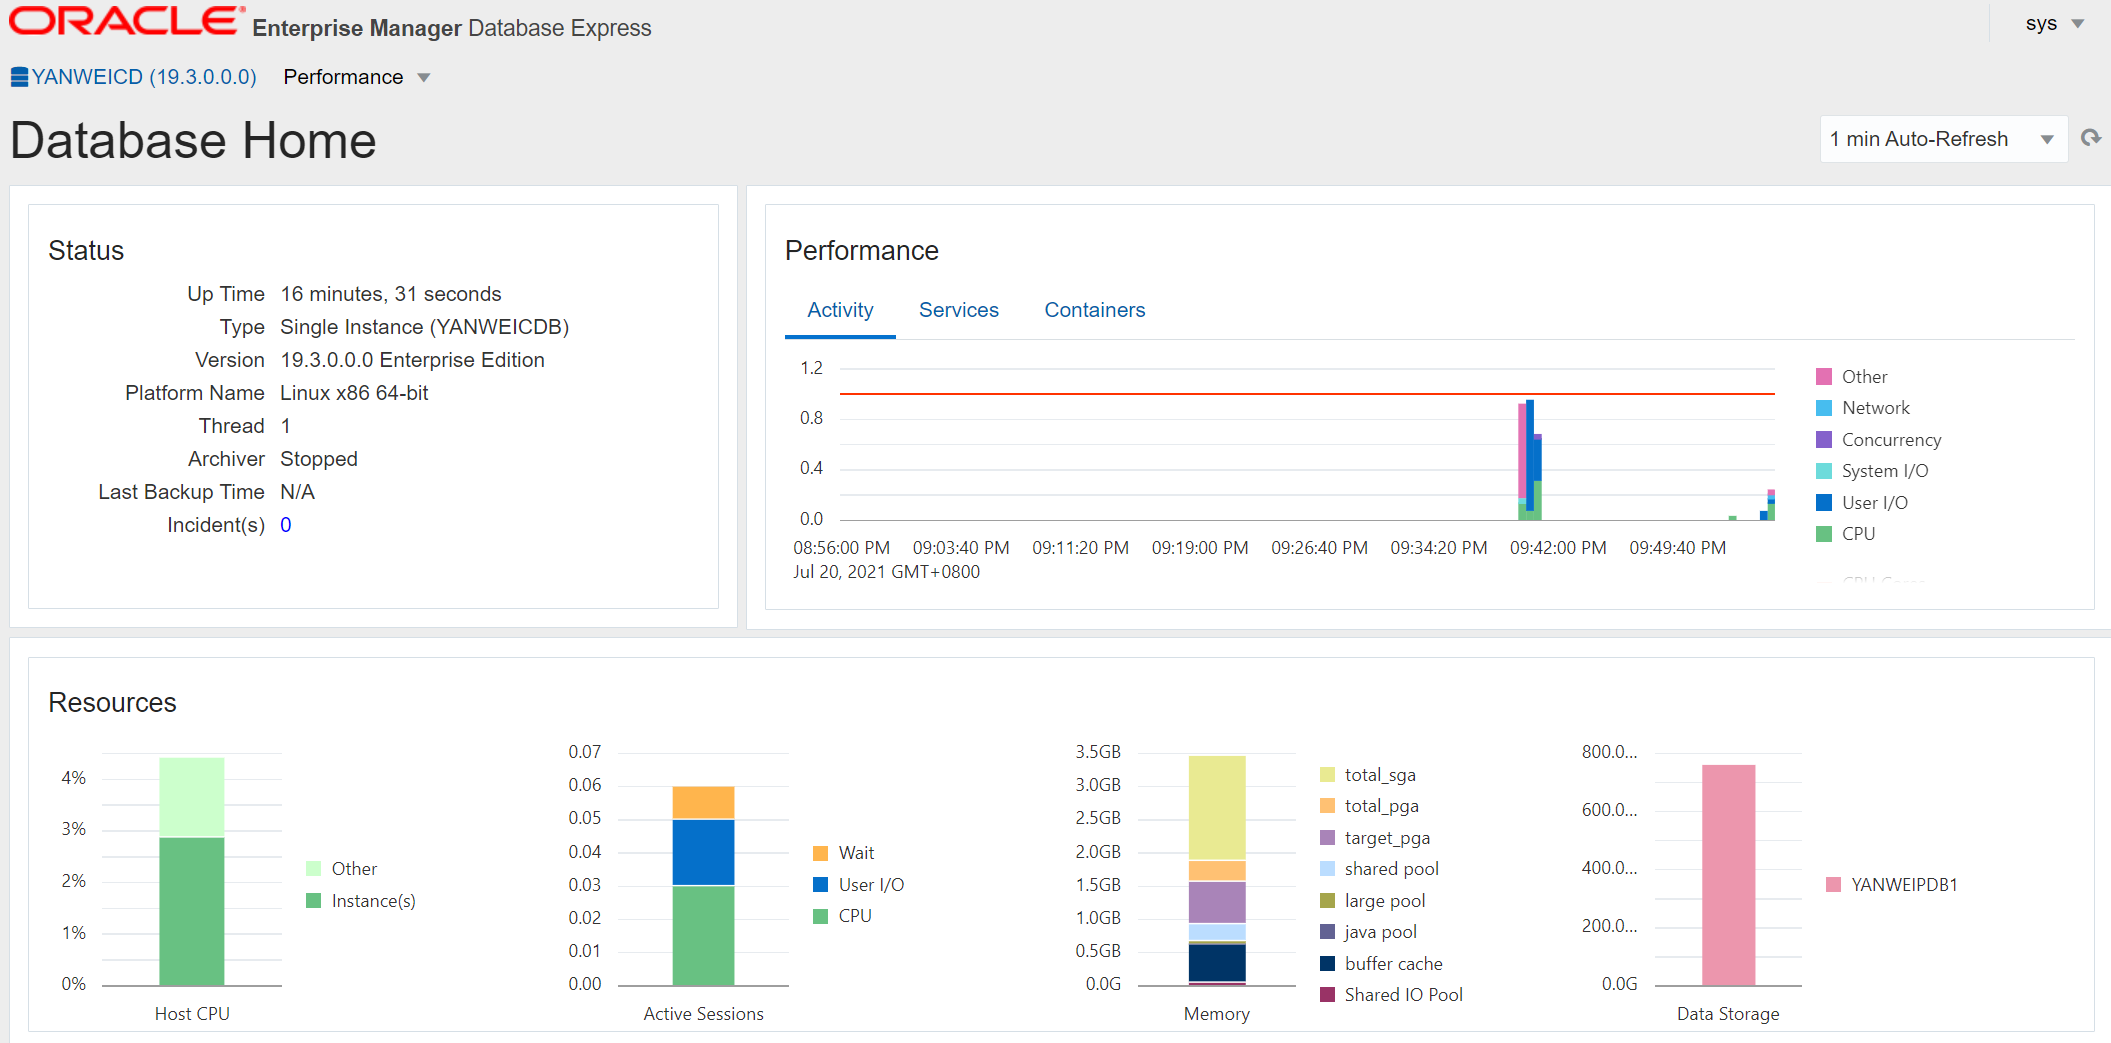 ORACLE Enterprise Manager Database Express
sys
YANWEICD (19.3.0.0.0) Performance
Database Home
1 min Auto-Refresh
Status
Up Time 16 minutes, 31 seconds
Type Single Instance (YANWEICDB)
Version 19.3.0.0.0 Enterprise Edition
Platform Name Linux x86 64-bit
Thread 1
Archiver Stopped
Last Backup Time N/A
Incident(s) 0
Performance
Activity Services Containers
1.2
0.8
0.4
0.0
08:56:00 PM 09:03:40 PM 09:11:20 PM 09:19:00 PM 09:26:40 PM 09:34:20 PM 09:42:00 PM 09:49:40 PM
Jul 20, 2021 GMT+0800
Other
Network
Concurrency
System I/O
User I/O
CPU
Resources
4%
3%
2%
1%
0%
Host CPU
Other
Instance(s)
0.07
0.06
0.05
0.04
0.03
0.02
0.01
0.00
Active Sessions
Wait
User I/O
CPU
3.5GB
3.0GB
2.5GB
2.0GB
1.5GB
1.0GB
0.5GB
0.0G
Memory
total_sga
total_pga
target_pga
shared pool
large pool
java pool
buffer cache
Shared IO Pool
800.0...
600.0...
400.0...
200.0...
0.0G
Data Storage
YANWEIPDB1